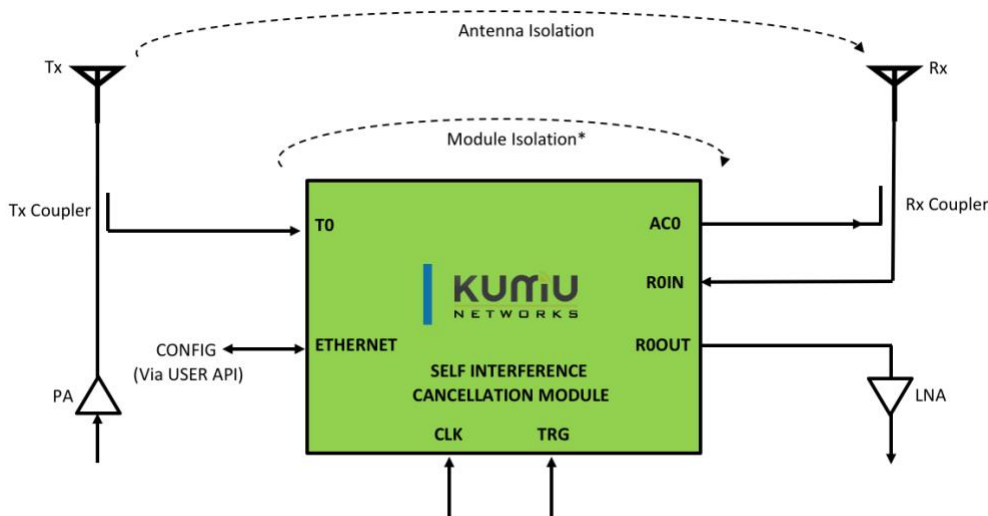 Antenna Isolation
Tx
Rx
Module Isolation*
Tx Coupler
Rx Coupler
T0
AC0
R0IN
KUMU
NETWORKS
ETHERNET
R0OUT
CONFIG
(Via USER API)
SELF INTERFERENCE
CANCELLATION MODULE
PA
LNA
CLK
TRG